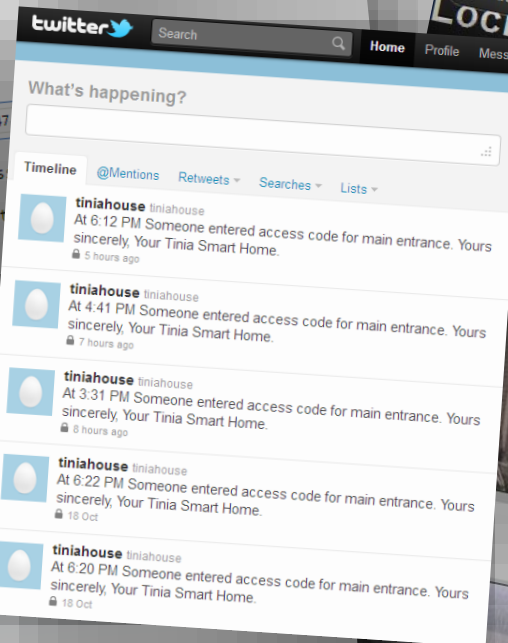 LOC
twitter
Search
Home
Profile
Mess
What's happening?
Timeline
@Mentions
Retweets
Searches
Lists
tiniahouse tiniahouse
At 6:12 PM Someone entered access code for main entrance. Yours
sincerely, Your Tinia Smart Home.
5 hours ago
tiniahouse tiniahouse
At 4:41 PM Someone entered access code for main entrance. Yours
sincerely, Your Tinia Smart Home.
7 hours ago
tiniahouse tiniahouse
At 3:31 PM Someone entered access code for main entrance. Yours
sincerely, Your Tinia Smart Home.
8 hours ago
tiniahouse tiniahouse
At 6:22 PM Someone entered access code for main entrance. Yours
sincerely, Your Tinia Smart Home.
18 Oct
tiniahouse tiniahouse
At 6:20 PM Someone entered access code for main entrance. Yours
sincerely, Your Tinia Smart Home.
18 Oct